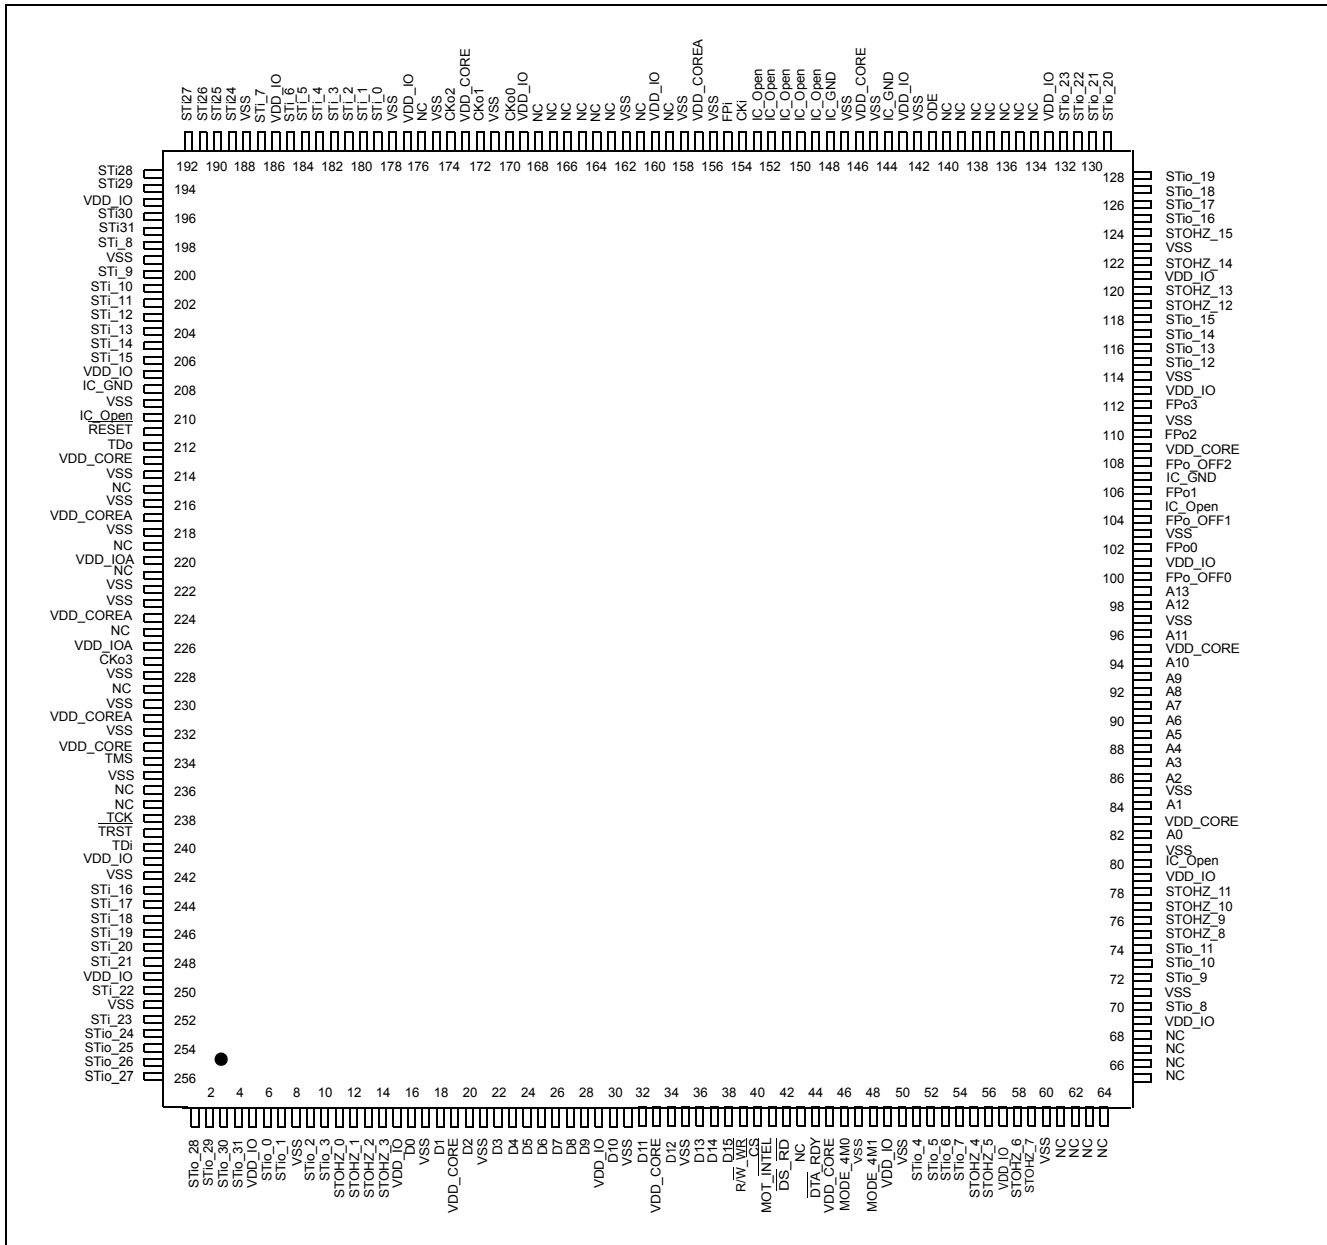 STi27
STi26
STi25
STi24
VSS
STi_7
VDD_IO
STi_6
STi_5
STi_4
STi_3
STi_2
STi_1
STi_0
VSS
VDD_IO
NC
VSS
CKo2
VDD_CORE
CKo1
VSS
CKo0
VDD_IO
NC
NC
NC
NC
NC
NC
VSS
NC
VDD_IO
NC
VSS
VDD_COREA
VSS
FPi
CKi
IC_Open
IC_Open
IC_Open
IC_Open
IC_Open
IC_GND
VSS
VDD_CORE
VSS
IC_GND
VDD_IO
VSS
ODE
NC
NC
NC
NC
NC
NC
NC
VDD_IO
STio_23
STio_22
STio_21
STio_20
192 190 188 186 184 182 180 178 176 174 172 170 168 166 164 162 160 158 156 154 152 150 148 146 144 142 140 138 136 134 132 130
STi28
STi29
VDD_IO
STi30
STi31
STi_8
VSS
STi_9
STi_10
STi_11
STi_12
STi_13
STi_14
STi_15
VDD_IO
IC_GND
VSS
IC_Open
RESET
TDo
VDD_CORE
VSS
NC
VSS
VDD_COREA
VSS
NC
VDD_IOA
NC
VSS
VSS
VDD_COREA
NC
VDD_IOA
CKo3
VSS
NC
VSS
VDD_COREA
VSS
VDD_CORE
TMS
VSS
NC
NC
TCK
TRST
TDi
VDD_IO
VSS
STi_16
STi_17
STi_18
STi_19
STi_20
STi_21
VDD_IO
STi_22
VSS
STi_23
STio_24
STio_25
STio_26
STio_27
194
196
198
200
202
204
206
208
210
212
214
216
218
220
222
224
226
228
230
232
234
236
238
240
242
244
246
248
250
252
254
256
128
126
124
122
120
118
116
114
112
110
108
106
104
102
100
98
96
94
92
90
88
86
84
82
80
78
76
74
72
70
68
66
STio_19
STio_18
STio_17
STio_16
STOHZ_15
VSS
STOHZ_14
VDD_IO
STOHZ_13
STOHZ_12
STio_15
STio_14
STio_13
STio_12
VSS
VDD_IO
FPo3
VSS
FPo2
VDD_CORE
FPo_OFF2
IC_GND
FPo1
IC_Open
FPo_OFF1
VSS
FPo0
VDD_IO
FPo_OFF0
A13
A12
VSS
A11
VDD_CORE
A10
A9
A8
A7
A6
A5
A4
A3
A2
VSS
A1
VDD_CORE
A0
VSS
IC_Open
VDD_IO
STOHZ_11
STOHZ_10
STOHZ_9
STOHZ_8
STio_11
STio_10
STio_9
VSS
STio_8
VDD_IO
NC
NC
NC
NC
2 4 6 8 10 12 14 16 18 20 22 24 26 28 30 32 34 36 38 40 42 44 46 48 50 52 54 56 58 60 62 64
STio_28
STio_29
STio_30
STio_31
VDD_IO
STio_0
STio_1
VSS
STio_2
STio_3
STOHZ_0
STOHZ_1
STOHZ_2
STOHZ_3
VDD_IO
D0
VSS
D1
VDD_CORE
D2
VSS
D3
D4
D5
D6
D7
D8
D9
VDD_IO
D10
VSS
D11
VDD_CORE
D12
VSS
D13
D14
D15
R/W_WR
CS
MOT_INTEL
DS_RD
NC
DTA_RDY
VDD_CORE
MODE_4M0
VSS
MODE_4M1
VDD_IO
VSS
STio_4
STio_5
STio_6
STio_7
STOHZ_4
STOHZ_5
VDD_IO
STOHZ_6
STOHZ_7
VSS
NC
NC
NC
NC